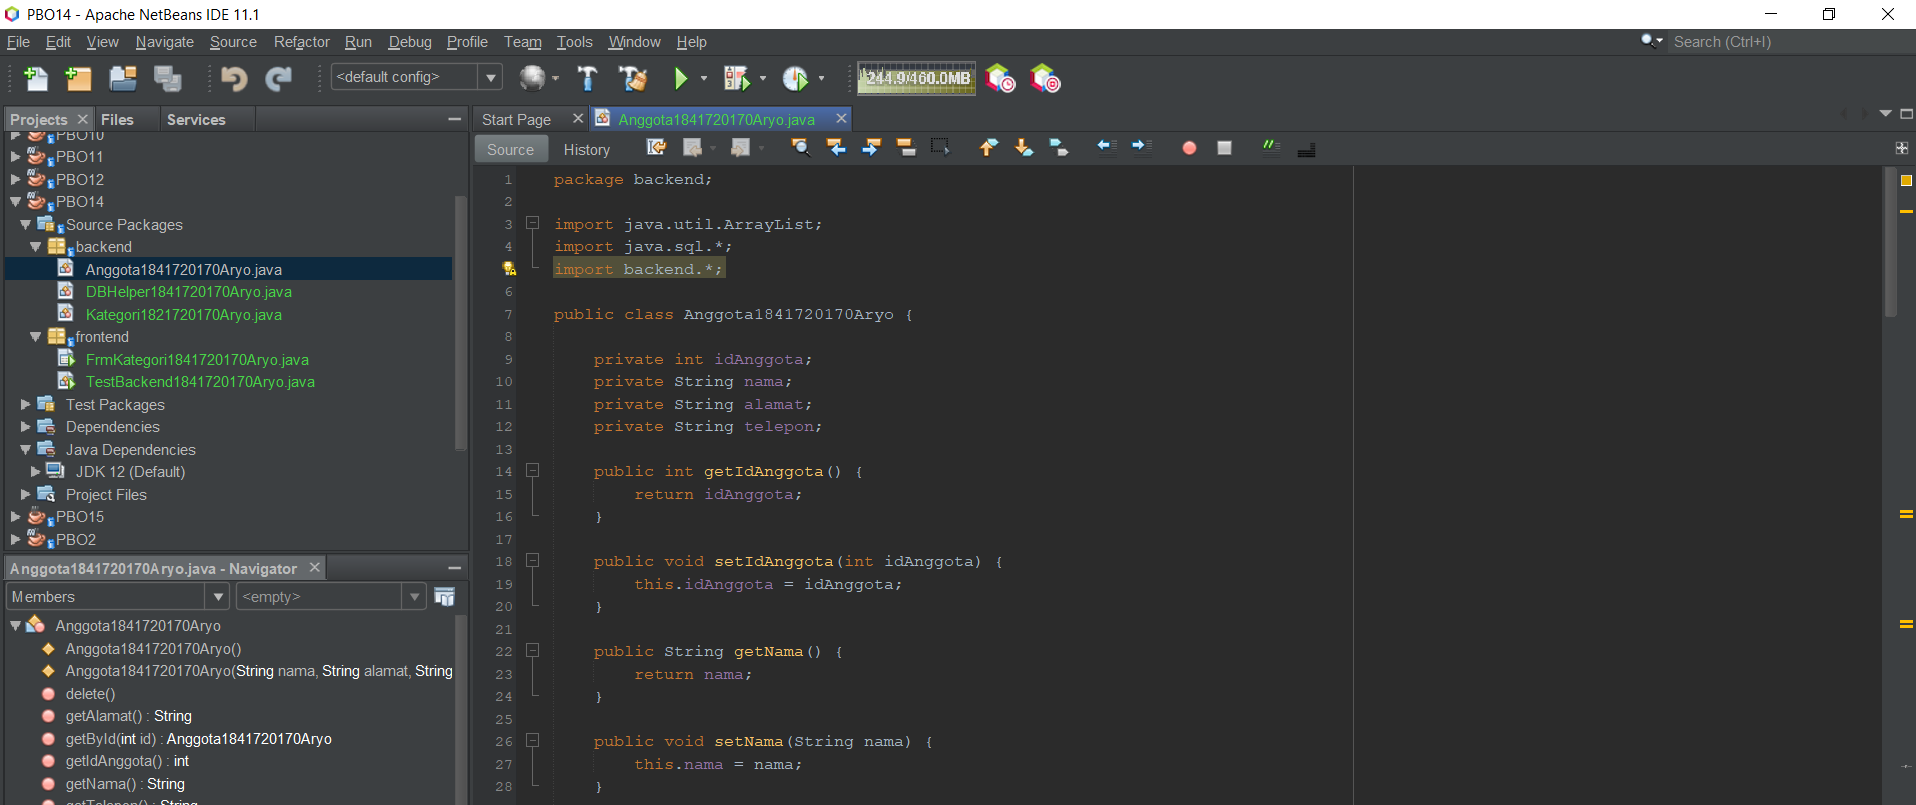 PBO14 - Apache NetBeans IDE 11.1
File Edit View Navigate Source Refactor Run Debug Profile Team Tools Window Help
Search (Ctrl+I)
<default config>
244.9/460.0MB
Projects Files Services
PBO10
PBO11
PBO12
PBO14
Source Packages
backend
Anggota1841720170Aryo.java
DBHelper1841720170Aryo.java
Kategori1821720170Aryo.java
frontend
FrmKategori1841720170Aryo.java
TestBackend1841720170Aryo.java
Test Packages
Dependencies
Java Dependencies
JDK 12 (Default)
Project Files
PBO15
PBO2
Anggota1841720170Aryo.java - Navigator
Members <empty>
Anggota1841720170Aryo
Anggota1841720170Aryo()
Anggota1841720170Aryo(String nama, String alamat, String
delete()
getAlamat() : String
getById(int id) : Anggota1841720170Aryo
getIdAnggota() : int
getNama() : String
getTelepon() : String
Start Page Anggota1841720170Aryo.java
Source History
1 package backend;
2
3 import java.util.ArrayList;
4 import java.sql.*;
import backend.*;
6
7 public class Anggota1841720170Aryo {
8
9 private int idAnggota;
10 private String nama;
11 private String alamat;
12 private String telepon;
13
14 public int getIdAnggota() {
15 return idAnggota;
16 }
17
18 public void setIdAnggota(int idAnggota) {
19 this.idAnggota = idAnggota;
20 }
21
22 public String getNama() {
23 return nama;
24 }
25
26 public void setNama(String nama) {
27 this.nama = nama;
28 }